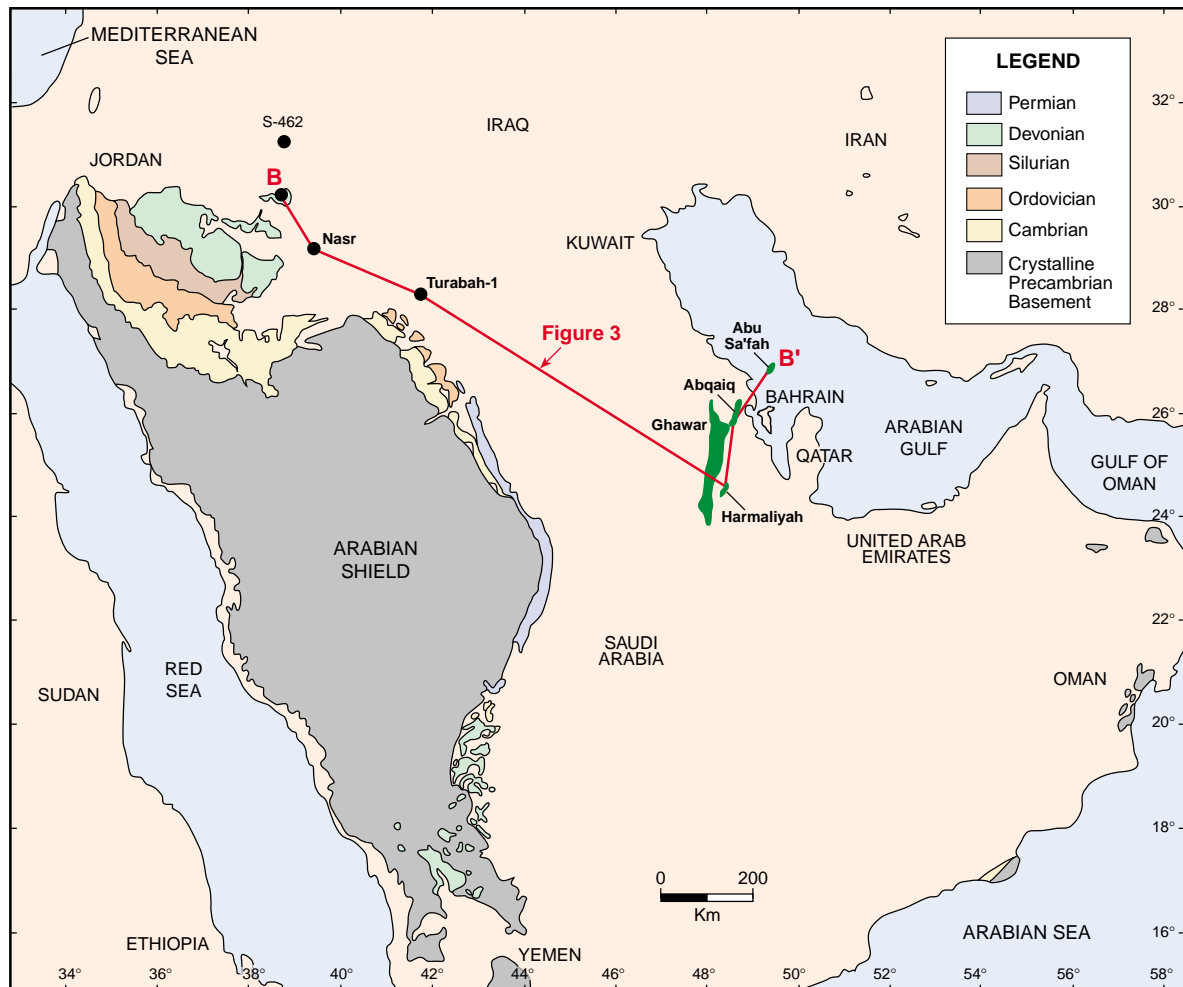 MEDITERRANEAN
SEA
LEGEND
Permian
Devonian
Silurian
Ordovician
Cambrian
Crystalline
Precambrian
Basement
32°
30°
28°
26°
24°
22°
20°
18°
16°
S-462
IRAQ
IRAN
JORDAN
B
Nasr
KUWAIT
Turabah-1
Figure 3
Abu
Sa'fah
B'
Abqaiq
BAHRAIN
Ghawar
ARABIAN
GULF
QATAR
GULF OF
OMAN
Harmaliyah
UNITED ARAB
EMIRATES
ARABIAN
SHIELD
SAUDI
ARABIA
RED
SEA
SUDAN
OMAN
0
200
Km
ETHIOPIA
YEMEN
ARABIAN SEA
34°
36°
38°
40°
42°
44°
46°
48°
50°
52°
54°
56°
58°